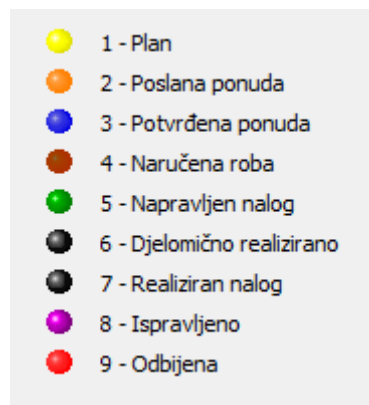 1 - Plan
2 - Poslana ponuda
3 - Potvrđena ponuda
4 - Naručena roba
5 - Napravljen nalog
6 - Djelomično realizirano
7 - Realiziran nalog
8 - Ispravljeno
9 - Odbijena